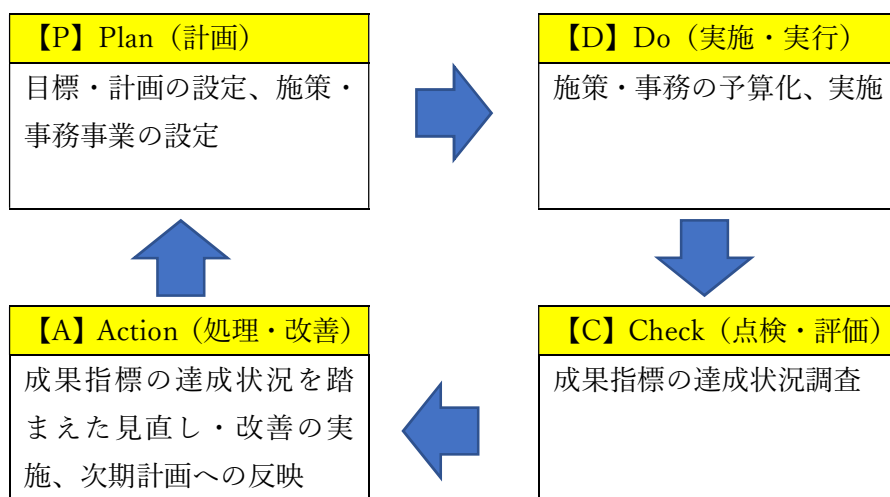 【P】Plan（計画）
目標・計画の設定、施策・
事務事業の設定
【D】Do（実施・実行）
施策・事務の予算化、実施
【A】Action（処理・改善）
成果指標の達成状況を踏
まえた見直し・改善の実
施、次期計画への反映
【C】Check（点検・評価）
成果指標の達成状況調査